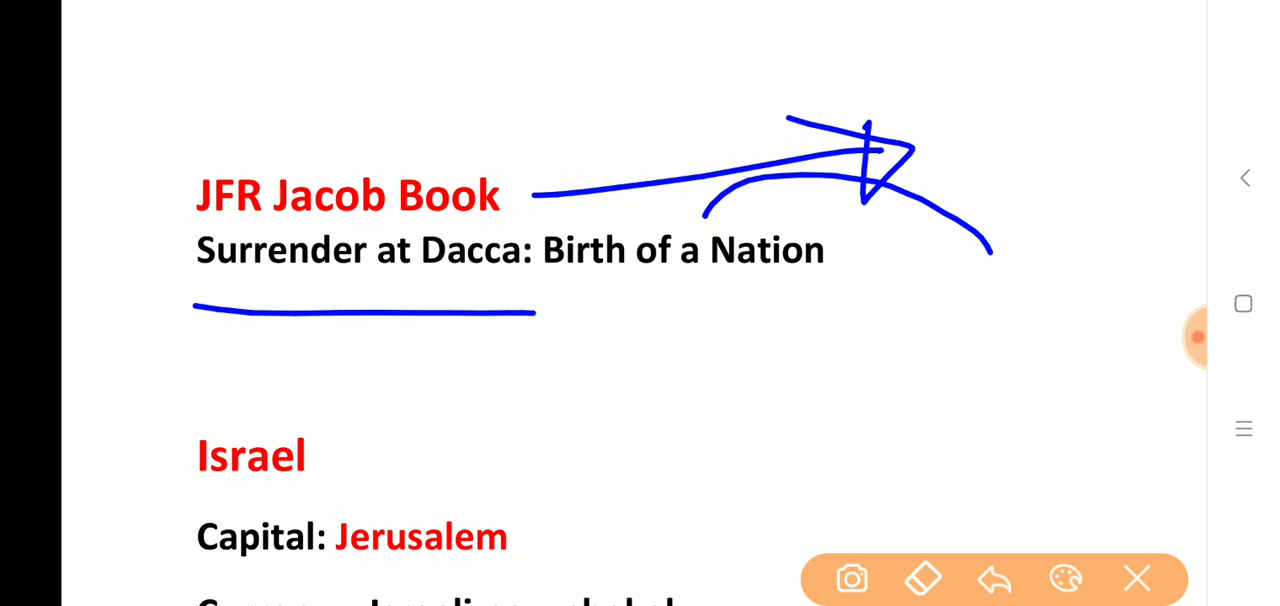 JFR Jacob Book
Surrender at Dacca: Birth of a Nation
Israel
Capital: Jerusalem